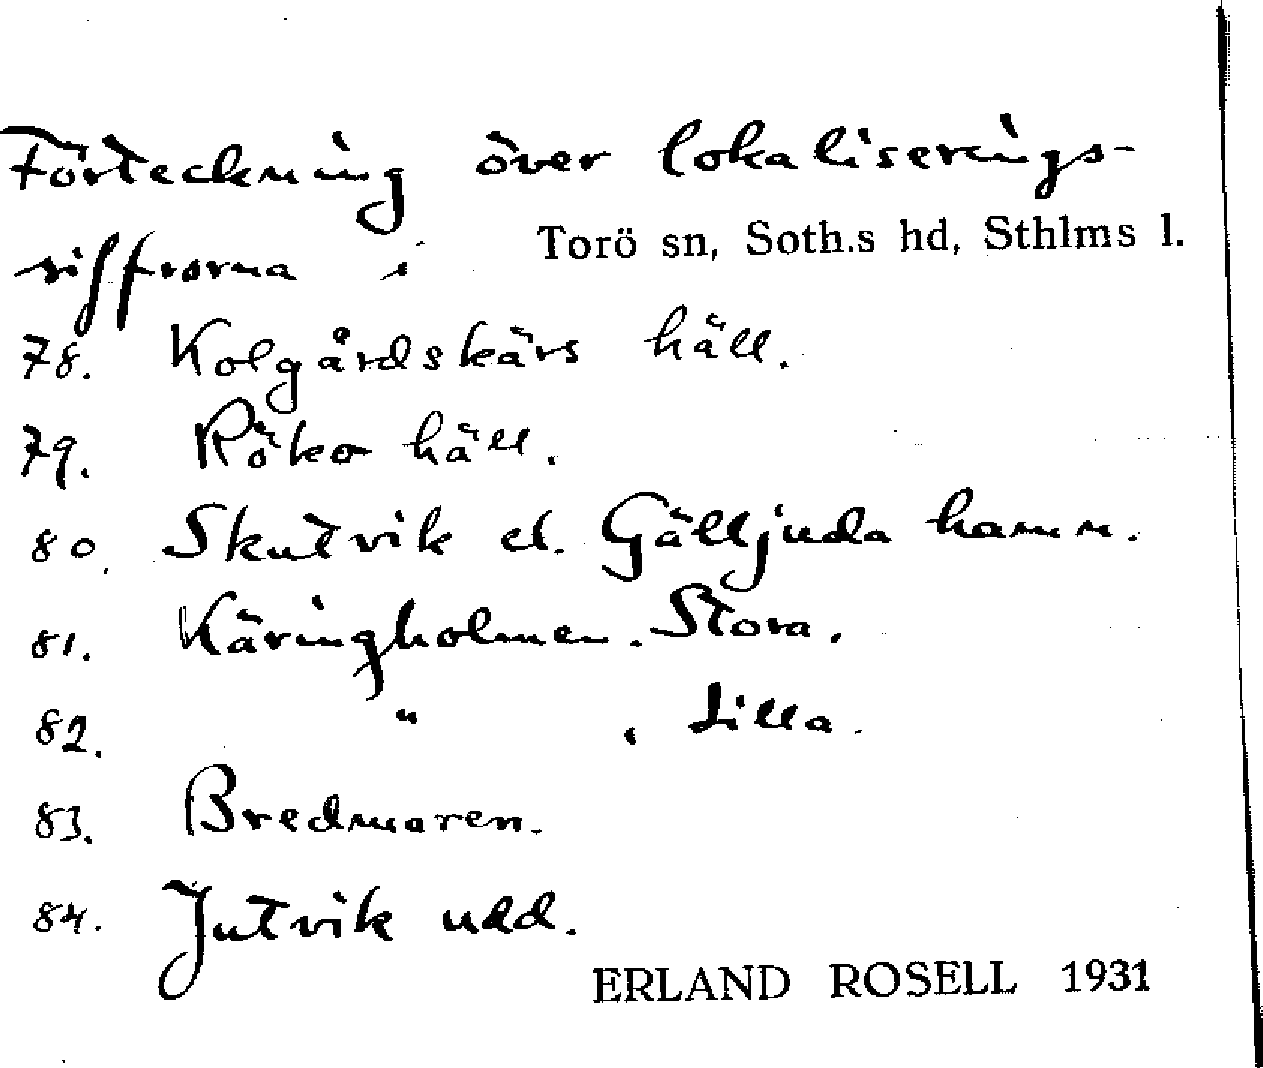 Förteckning över lokaliserings-
siffrorna i Torö sn, Soth.s hd, Sthlms l.
78. Kolgårdskärs häll.
79. Röko häll.
80. Skutvik el. Gälljuda hamn.
81. Käringholmen. Stora.
82. " , Lilla.
83. Bredmaren.
84. Jutvik udd.
ERLAND ROSELL 1931